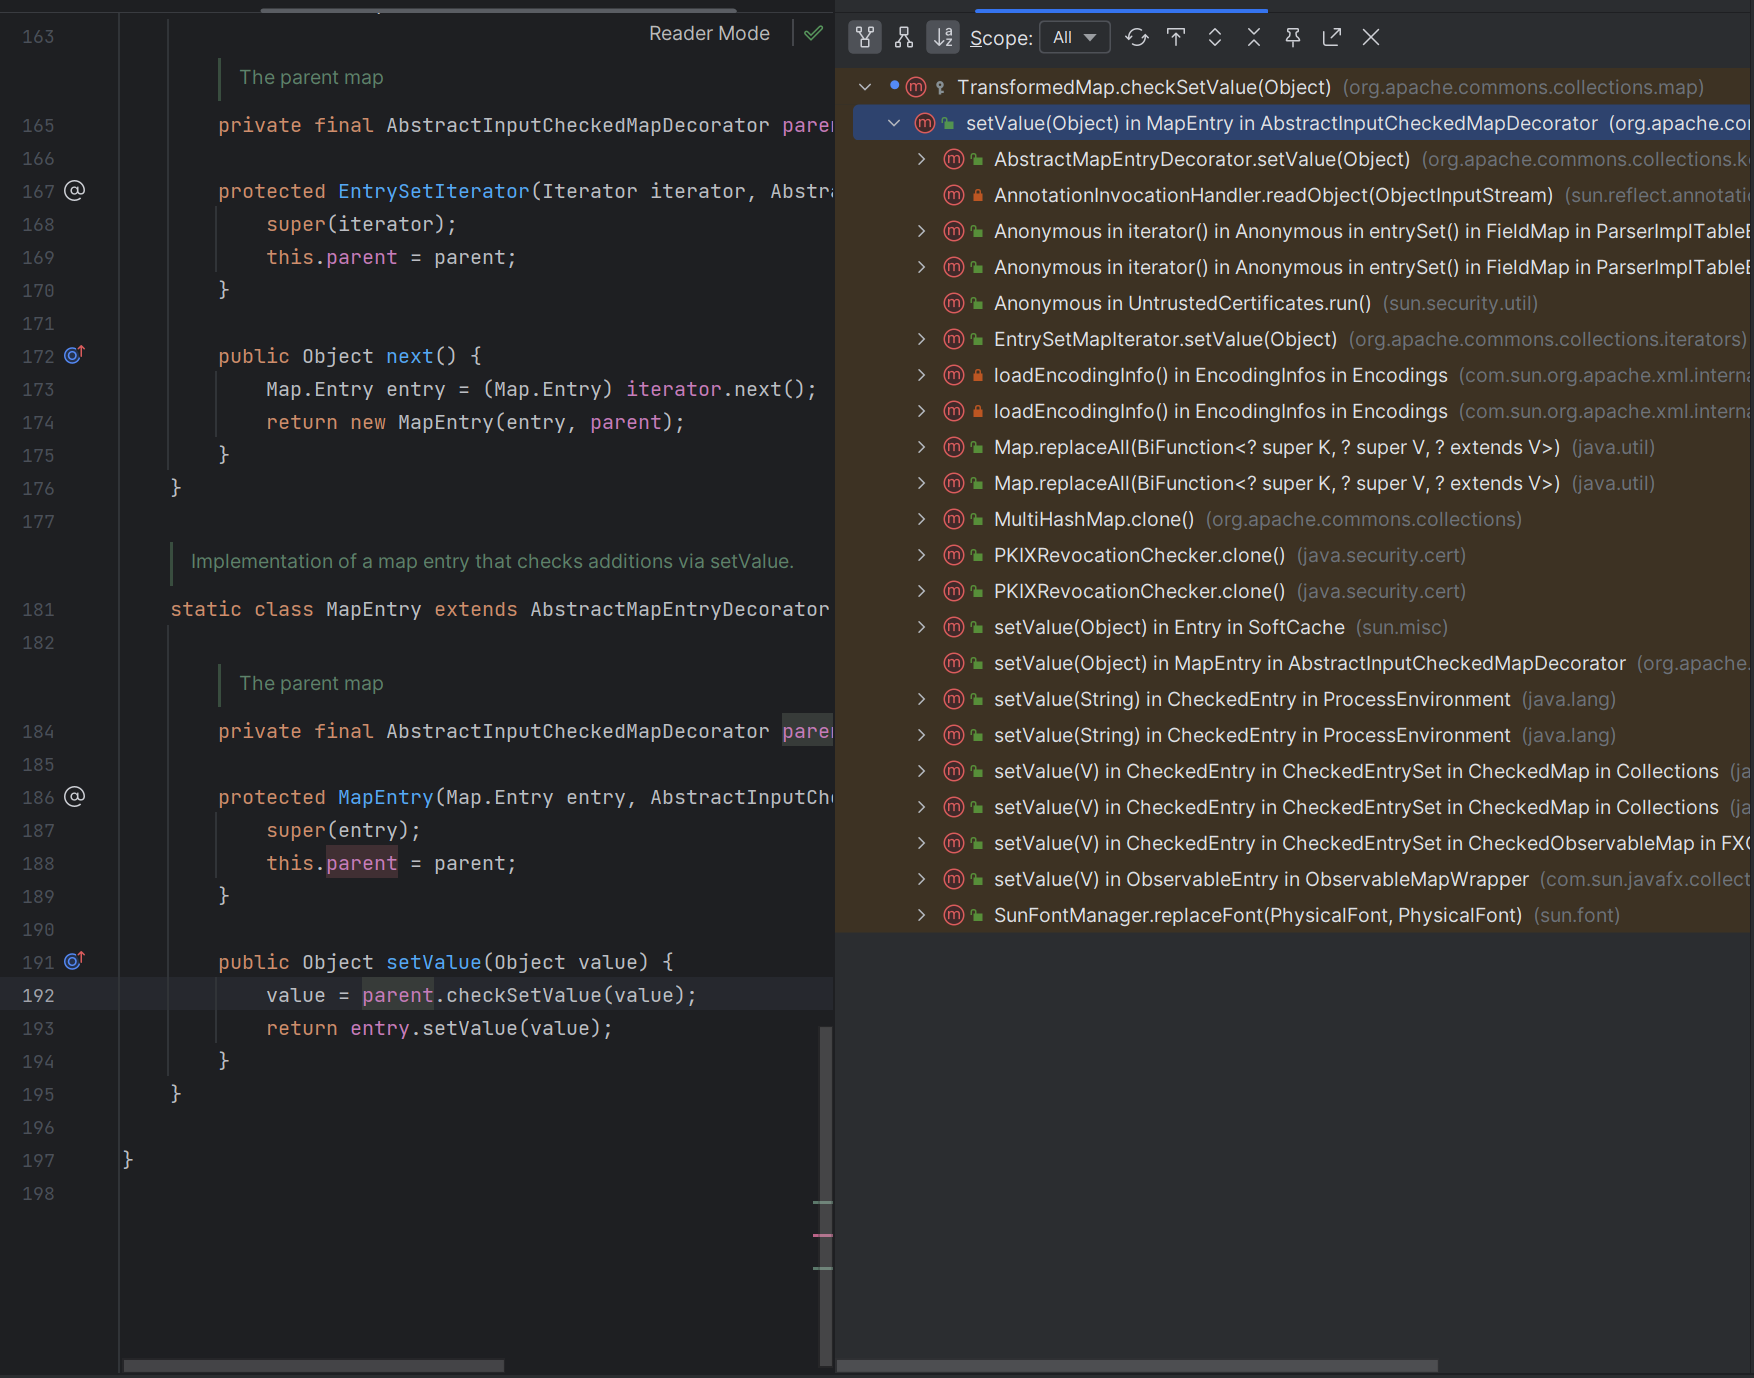 Reader Mode
163
The parent map
165 private final AbstractInputCheckedMapDecorator paren
166
167 protected EntrySetIterator(Iterator iterator, Abstra
168 super(iterator);
169 this.parent = parent;
170 }
171
172 public Object next() {
173 Map.Entry entry = (Map.Entry) iterator.next();
174 return new MapEntry(entry, parent);
175 }
176 }
177
Implementation of a map entry that checks additions via setValue.
181 static class MapEntry extends AbstractMapEntryDecorator
182
The parent map
184 private final AbstractInputCheckedMapDecorator paren
185
186 protected MapEntry(Map.Entry entry, AbstractInputChe
187 super(entry);
188 this.parent = parent;
189 }
190
191 public Object setValue(Object value) {
192 value = parent.checkSetValue(value);
193 return entry.setValue(value);
194 }
195 }
196
197 }
198
Scope: All
TransformedMap.checkSetValue(Object) (org.apache.commons.collections.map)
setValue(Object) in MapEntry in AbstractInputCheckedMapDecorator (org.apache.co
AbstractMapEntryDecorator.setValue(Object) (org.apache.commons.collections.k
AnnotationInvocationHandler.readObject(ObjectInputStream) (sun.reflect.annotati
Anonymous in iterator() in Anonymous in entrySet() in FieldMap in ParserImplTable
Anonymous in iterator() in Anonymous in entrySet() in FieldMap in ParserImplTable
Anonymous in UntrustedCertificates.run() (sun.security.util)
EntrySetMapIterator.setValue(Object) (org.apache.commons.collections.iterators)
loadEncodingInfo() in EncodingInfos in Encodings (com.sun.org.apache.xml.interna
loadEncodingInfo() in EncodingInfos in Encodings (com.sun.org.apache.xml.interna
Map.replaceAll(BiFunction<? super K, ? super V, ? extends V>) (java.util)
Map.replaceAll(BiFunction<? super K, ? super V, ? extends V>) (java.util)
MultiHashMap.clone() (org.apache.commons.collections)
PKIXRevocationChecker.clone() (java.security.cert)
PKIXRevocationChecker.clone() (java.security.cert)
setValue(Object) in Entry in SoftCache (sun.misc)
setValue(Object) in MapEntry in AbstractInputCheckedMapDecorator (org.apache.
setValue(String) in CheckedEntry in ProcessEnvironment (java.lang)
setValue(String) in CheckedEntry in ProcessEnvironment (java.lang)
setValue(V) in CheckedEntry in CheckedEntrySet in CheckedMap in Collections (ja
setValue(V) in CheckedEntry in CheckedEntrySet in CheckedMap in Collections (ja
setValue(V) in CheckedEntry in CheckedEntrySet in CheckedObservableMap in FXC
setValue(V) in ObservableEntry in ObservableMapWrapper (com.sun.javafx.collect
SunFontManager.replaceFont(PhysicalFont, PhysicalFont) (sun.font)